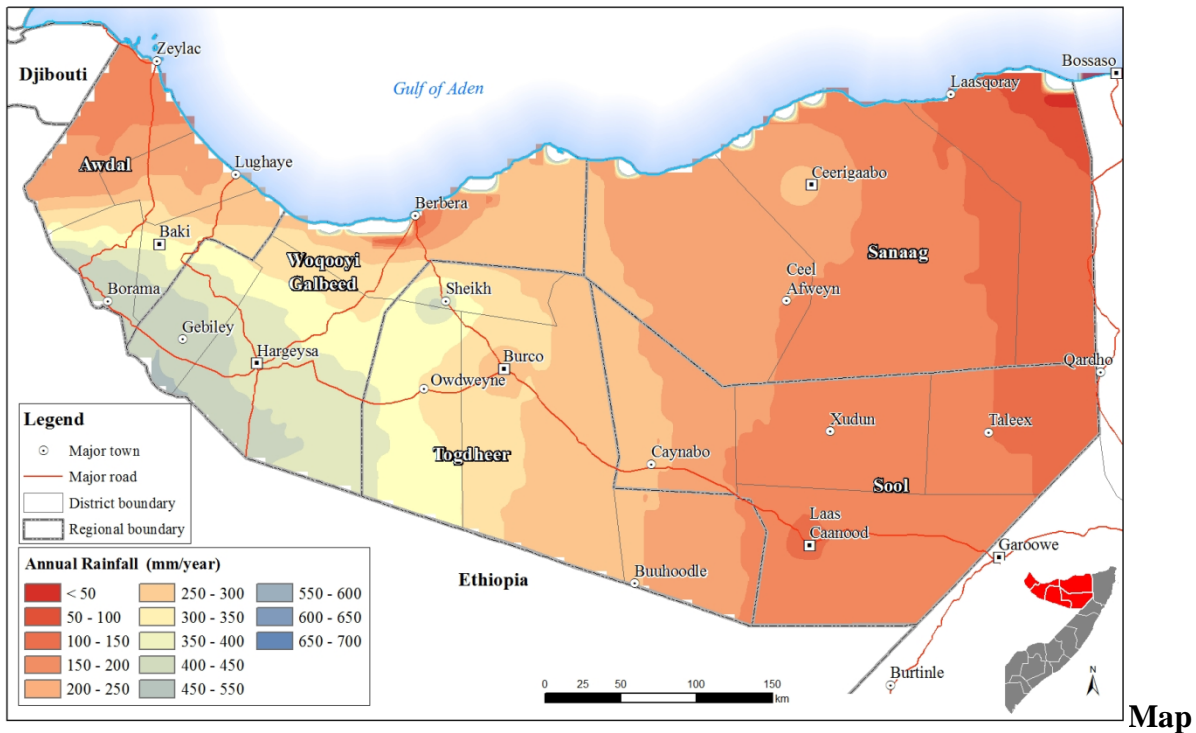 Zeylac
Bossaso
Djibouti
Gulf of Aden
Laasqoray
Awdal
Lughaye
Ceerigaabo
Berbera
Baki
Woqooyi
Galbeed
Sanaag
Ceel
Afweyn
Borama
Sheikh
Gebiley
Hargeysa
Burco
Qardho
Owdweyne
Legend
Major town
Major road
District boundary
Regional boundary
Xudun
Taleex
Togdheer
Caynabo
Sool
Laas
Caanood
Garoowe
Buuhoodle
Ethiopia
Annual Rainfall (mm/year)
< 50
50 - 100
100 - 150
150 - 200
200 - 250
250 - 300
300 - 350
350 - 400
400 - 450
450 - 550
550 - 600
600 - 650
650 - 700
Burtinle
N
0 25 50 100 150
km
Map